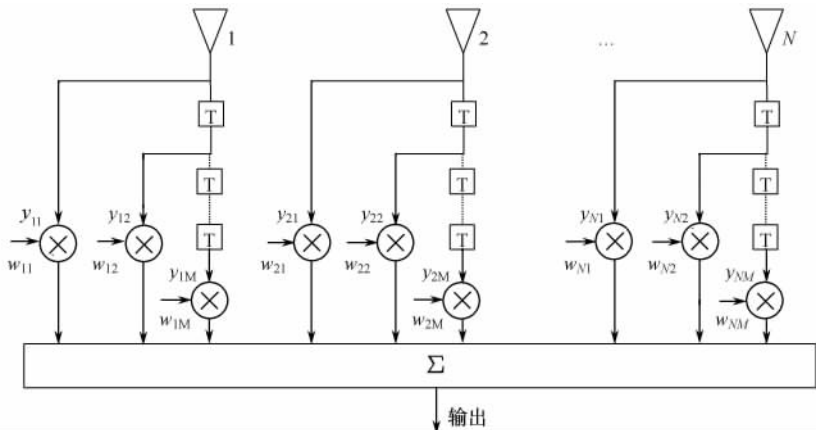 1 2 ... N
T T T
T T T
y11 y12 y21 y22 yN1 yN2
T T T
w11 w12 y1M w21 w22 y2M wN1 wN2 yNM
w1M w2M wNM
Σ
输出